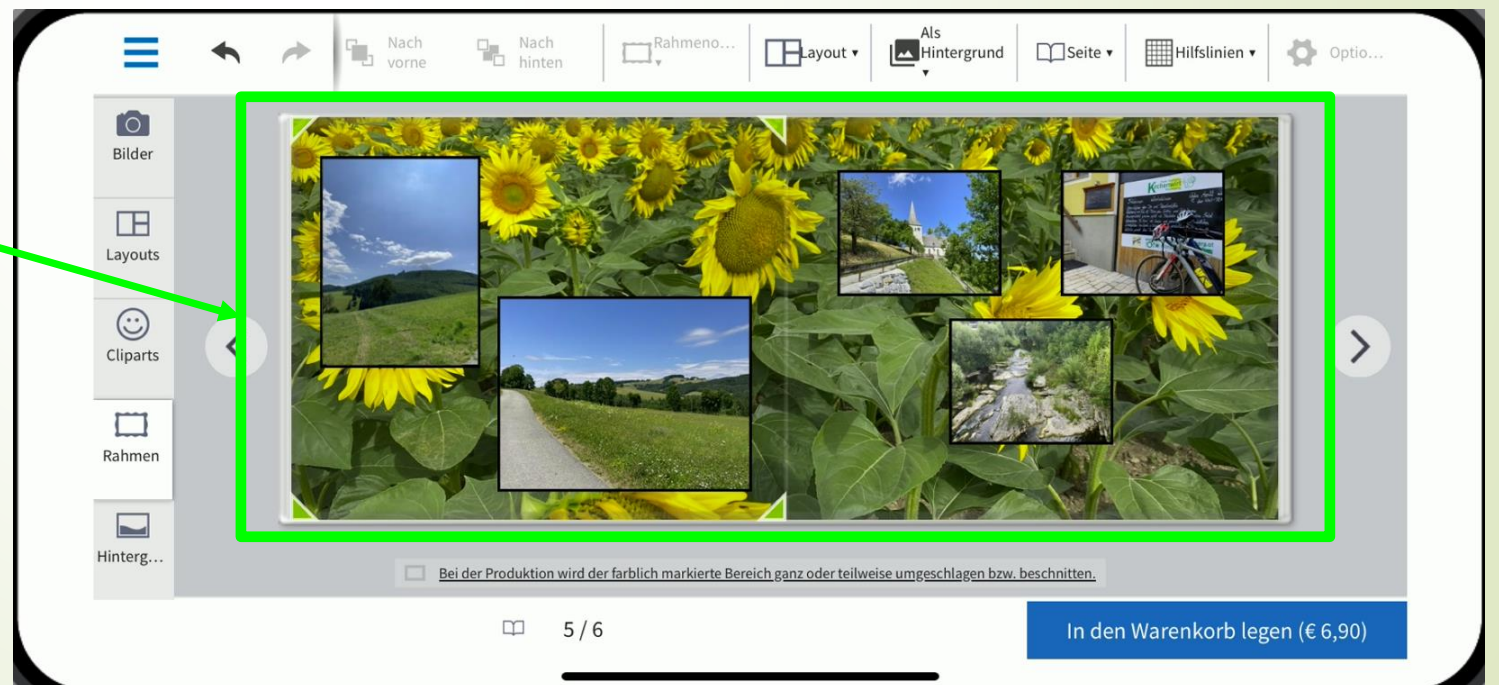 Nach
vorne
Nach
hinten
Rahmeno...
Layout
Als
Hintergrund
Seite
Hilfslinien
Optio...
Bilder
Layouts
Cliparts
Rahmen
Hinterg...
Bei der Produktion wird der farblich markierte Bereich ganz oder teilweise umgeschlagen bzw. beschnitten.
5 / 6
In den Warenkorb legen (€ 6,90)